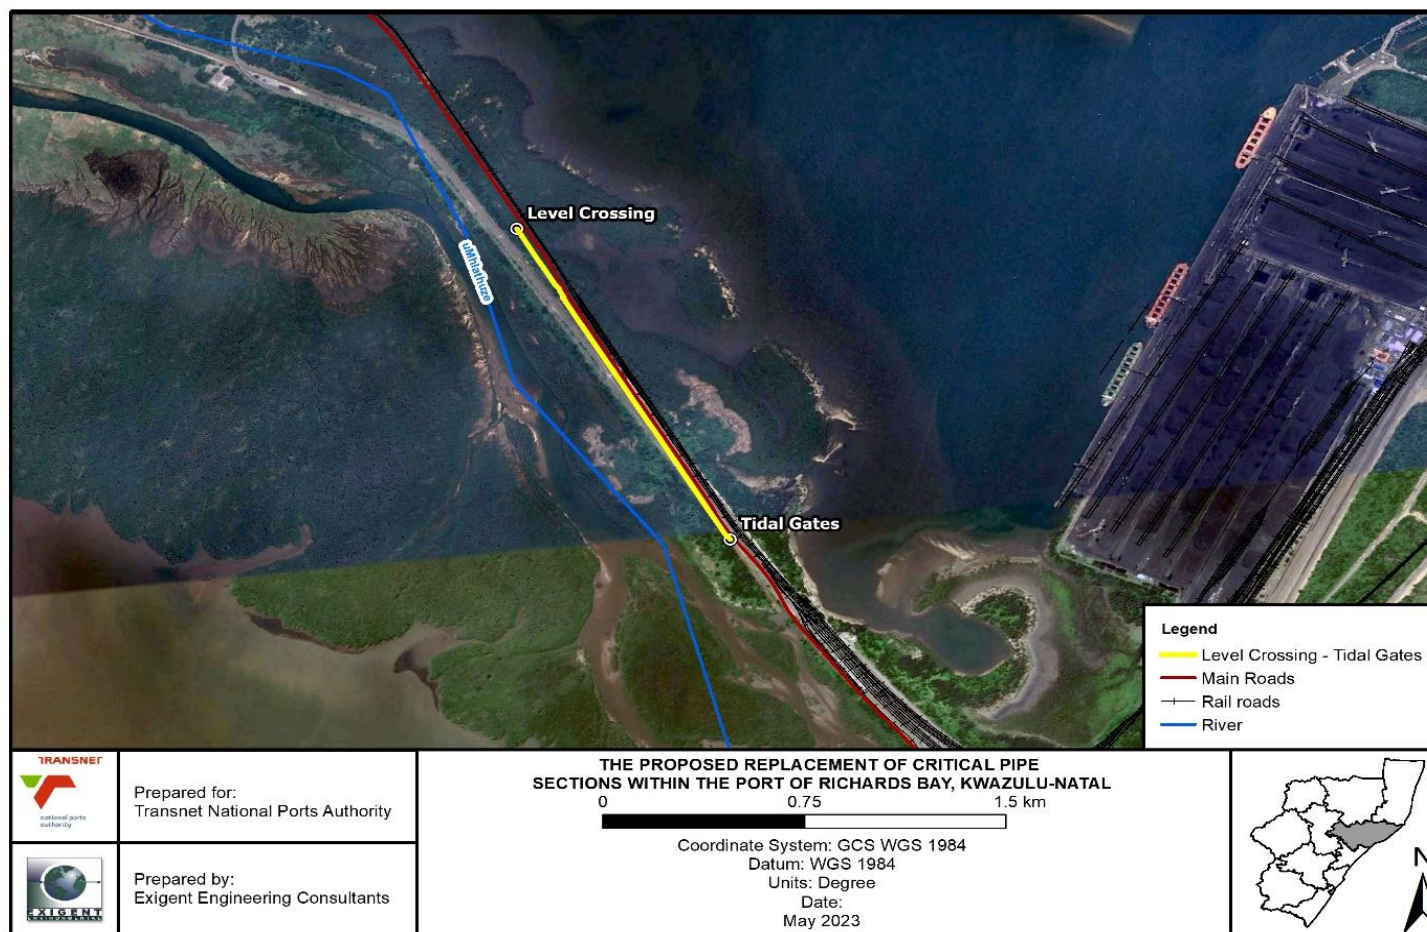 Level Crossing
uMhlathuze
Tidal Gates
Legend
Level Crossing - Tidal Gates
Main Roads
Rail roads
River
TRANSNET
national ports
authority
Prepared for:
Transnet National Ports Authority
EXIGENT
ENVIRONMENTAL
Prepared by:
Exigent Engineering Consultants
THE PROPOSED REPLACEMENT OF CRITICAL PIPE
SECTIONS WITHIN THE PORT OF RICHARDS BAY, KWAZULU-NATAL
0 0.75 1.5 km
Coordinate System: GCS WGS 1984
Datum: WGS 1984
Units: Degree
Date:
May 2023
N